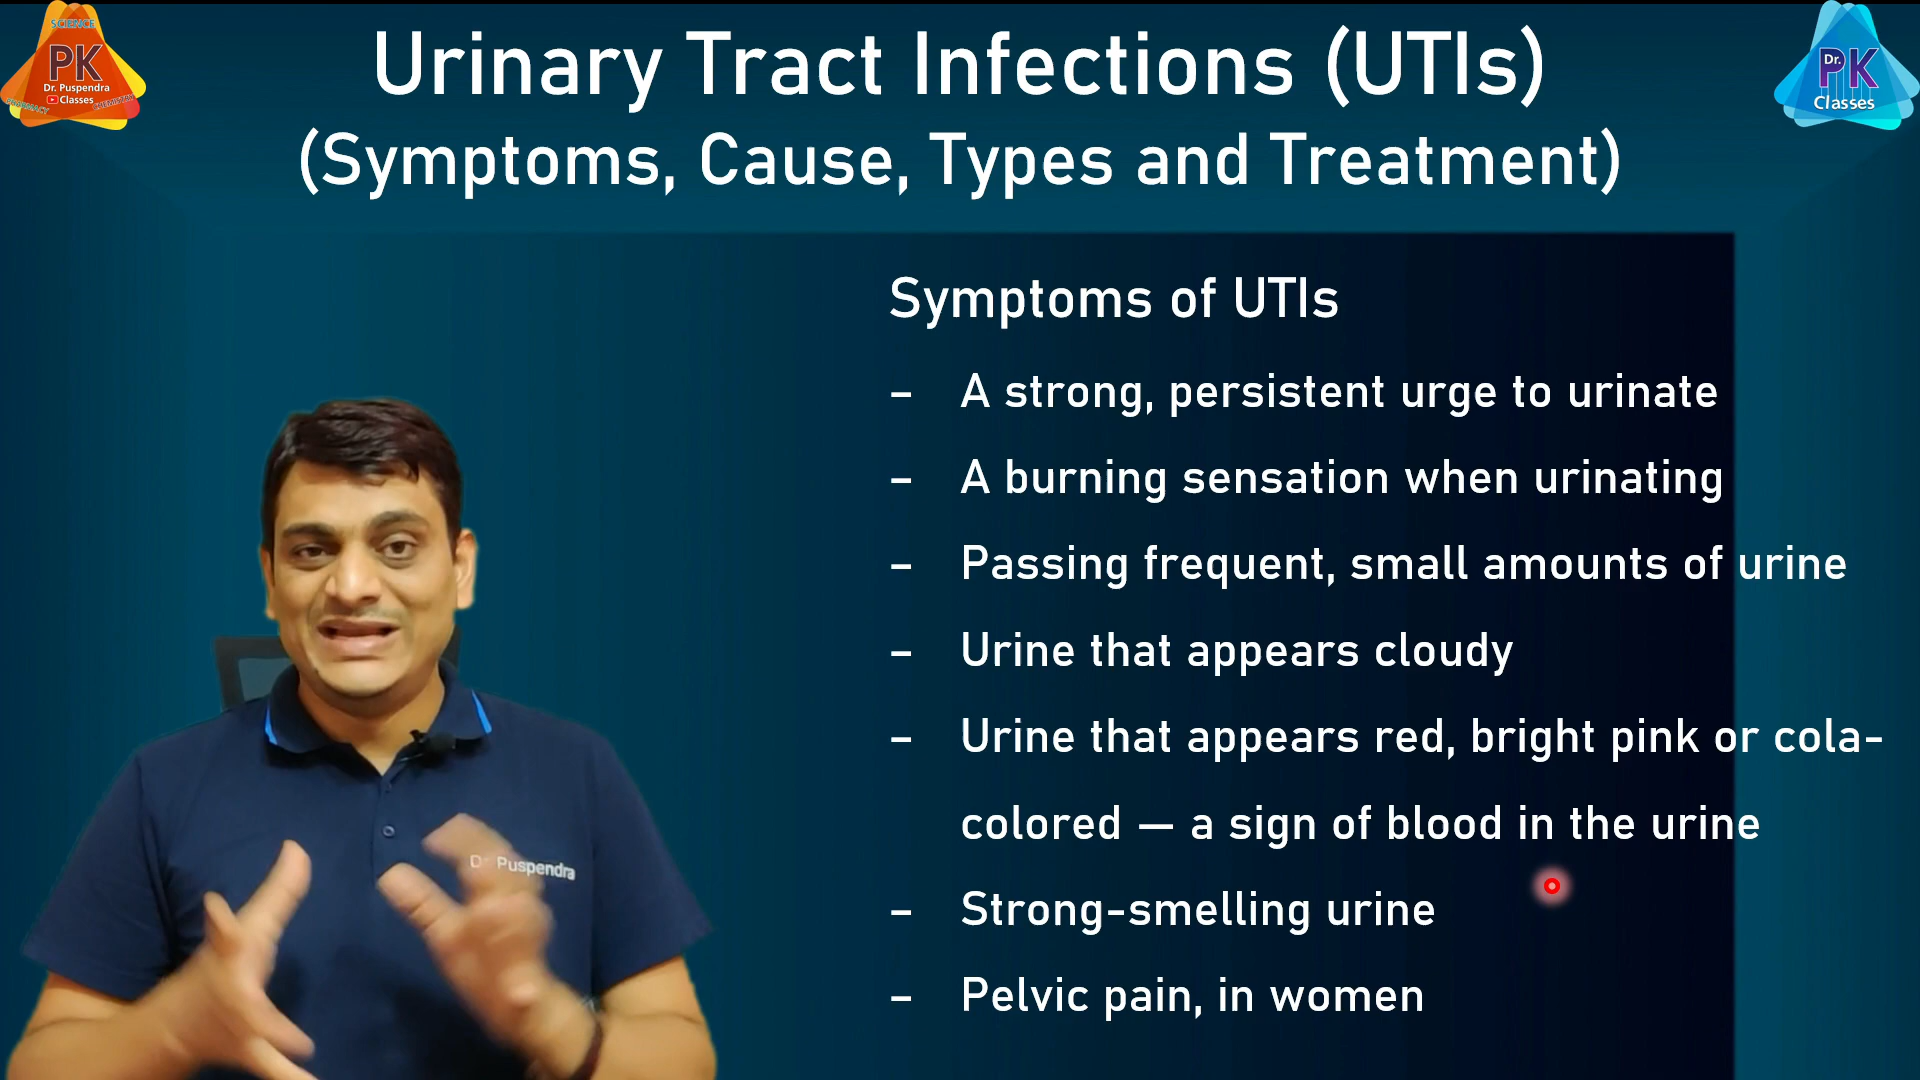 SCIENCE
PK
Dr. Puspendra
Classes
PHARMACY
CHEMISTRY
Urinary Tract Infections (UTIs)
(Symptoms, Cause, Types and Treatment)
Dr.
PK
Classes
Symptoms of UTIs
– A strong, persistent urge to urinate
– A burning sensation when urinating
– Passing frequent, small amounts of urine
– Urine that appears cloudy
– Urine that appears red, bright pink or cola-
colored — a sign of blood in the urine
– Strong-smelling urine
– Pelvic pain, in women
Dr. Puspendra